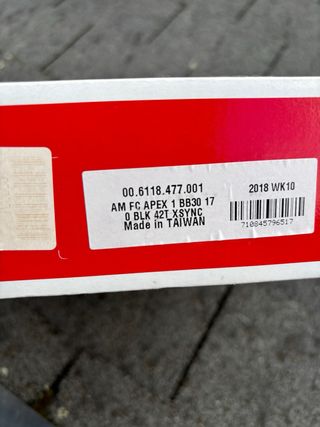 00.6118.477.001
2018 WK10
AM FC APEX 1 BB30 17
0 BLK 42T XSYNC
Made in TAIWAN
710845796517